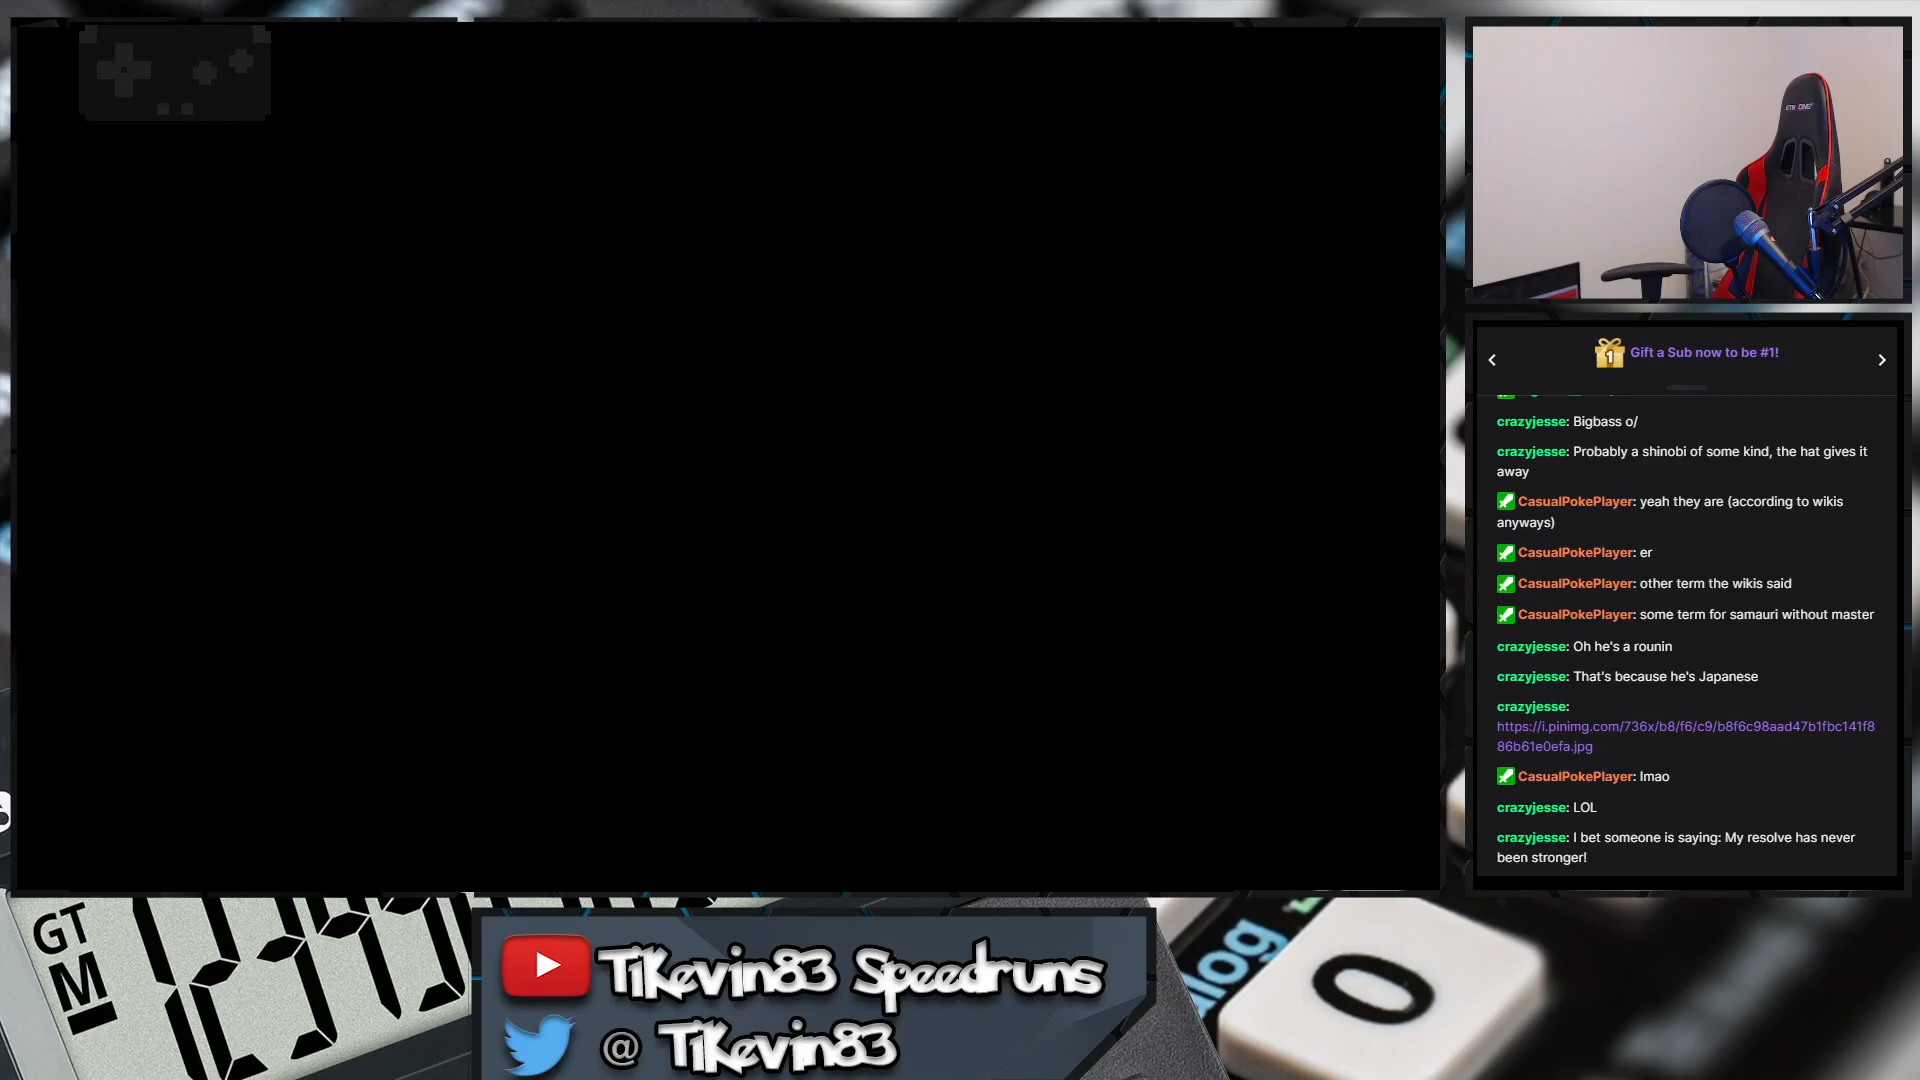 GTRACING
1 Gift a Sub now to be #1!
crazyjesse: Bigbass o/
crazyjesse: Probably a shinobi of some kind, the hat gives it
away
CasualPokePlayer: yeah they are (according to wikis
anyways)
CasualPokePlayer: er
CasualPokePlayer: other term the wikis said
CasualPokePlayer: some term for samauri without master
crazyjesse: Oh he's a rounin
crazyjesse: That's because he's Japanese
crazyjesse:
https://i.pinimg.com/736x/b8/f6/c9/b8f6c98aad47b1fbc141f8
86b61e0efa.jpg
CasualPokePlayer: lmao
crazyjesse: LOL
crazyjesse: I bet someone is saying: My resolve has never
been stronger!
GT
M
TiKevin83 Speedruns
@ TiKevin83
alog
0